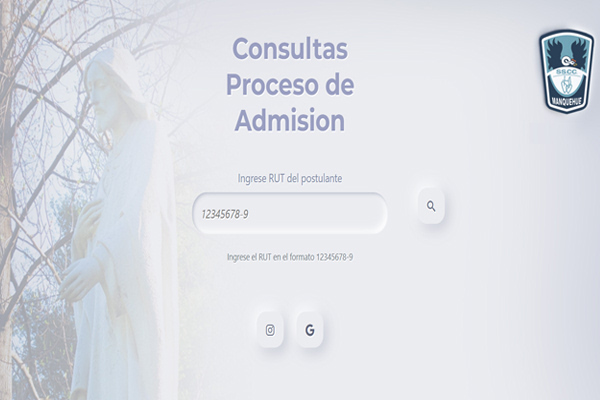 Consultas
Proceso de
Admision
SSCC
MANQUEHUE
Ingrese RUT del postulante
12345678-9
Ingrese el RUT en el formato 12345678-9
G